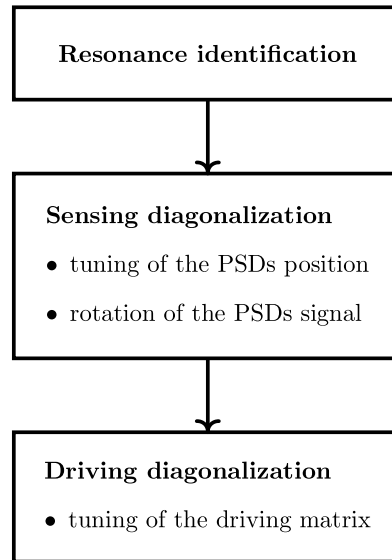 Resonance identification
Sensing diagonalization
• tuning of the PSDs position
• rotation of the PSDs signal
Driving diagonalization
• tuning of the driving matrix